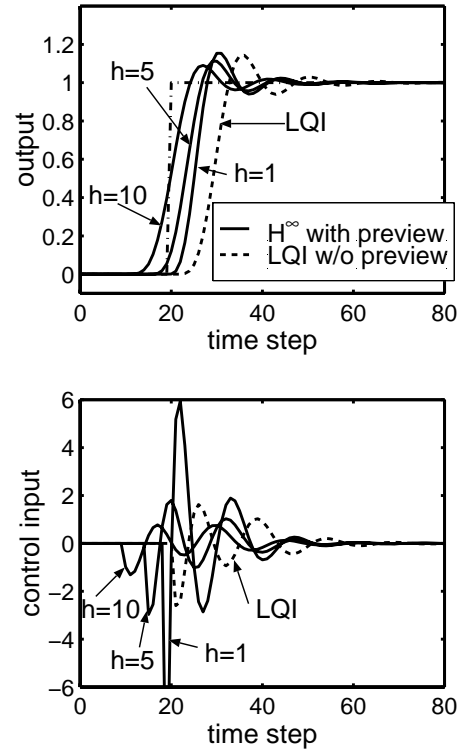 1.2
1
0.8
0.6
0.4
0.2
0
output
h=5
LQI
h=10
h=1
H∞ with preview
LQI w/o preview
0 20 40 60 80
time step
6
4
2
0
−2
−4
−6
control input
h=10
LQI
h=5
h=1
0 20 40 60 80
time step